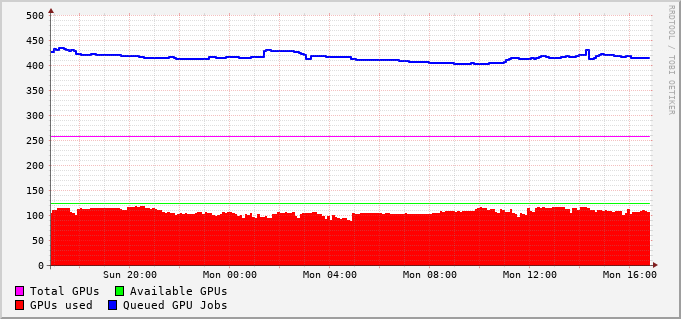 500
450
400
350
300
250
200
150
100
50
0
Sun 20:00 Mon 00:00 Mon 04:00 Mon 08:00 Mon 12:00 Mon 16:00
Total GPUs Available GPUs
GPUs used Queued GPU Jobs
RRDTOOL / TOBI OETIKER